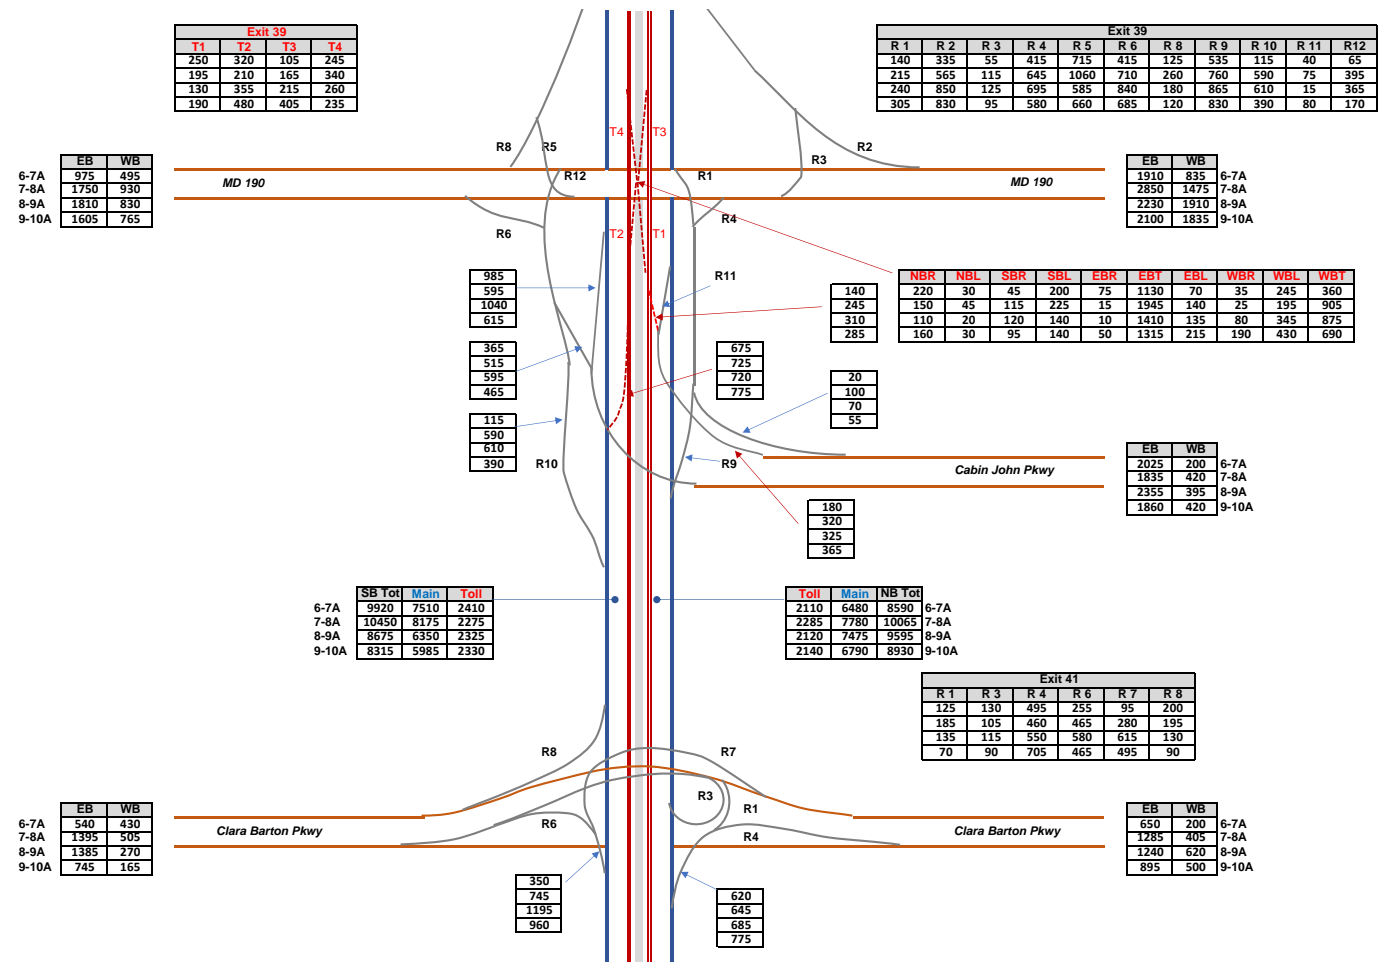 Exit 39
T1 T2 T3 T4
250 320 105 245
195 210 165 340
130 355 215 260
190 480 405 235
Exit 39
R 1 R 2 R 3 R 4 R 5 R 6 R 8 R 9 R 10 R 11 R12
140 335 55 415 715 415 125 535 115 40 65
215 565 115 645 1060 710 260 760 590 75 395
240 850 125 695 585 840 180 865 610 15 365
305 830 95 580 660 685 120 830 390 80 170
T4 T3
R8 R5 R2
R3
R12 R1
EB WB
6-7A 975 495
7-8A 1750 930
8-9A 1810 830
9-10A 1605 765
MD 190
MD 190
EB WB
1910 835 6-7A
2850 1475 7-8A
2230 1910 8-9A
2100 1835 9-10A
R4
R6 T2 T1
R11
985
595
1040
615
140
245
310
285
NBR NBL SBR SBL EBR EBT EBL WBR WBL WBT
220 30 45 200 75 1130 70 35 245 360
150 45 115 225 15 1945 140 25 195 905
110 20 120 140 10 1410 135 80 345 875
160 30 95 140 50 1315 215 190 430 690
365
515
595
465
675
725
720
775
20
100
70
55
115
590
610
390
R10 R9
Cabin John Pkwy
EB WB
2025 200 6-7A
1835 420 7-8A
2355 395 8-9A
1860 420 9-10A
180
320
325
365
SB Tot Main Toll
6-7A 9920 7510 2410
7-8A 10450 8175 2275
8-9A 8675 6350 2325
9-10A 8315 5985 2330
Toll Main NB Tot
2110 6480 8590 6-7A
2285 7780 10065 7-8A
2120 7475 9595 8-9A
2140 6790 8930 9-10A
Exit 41
R 1 R 3 R 4 R 6 R 7 R 8
125 130 495 255 95 200
185 105 460 465 280 195
135 115 550 580 615 130
70 90 705 465 495 90
R8 R7
R3
R1
R6 R4
EB WB
6-7A 540 430
7-8A 1395 505
8-9A 1385 270
9-10A 745 165
Clara Barton Pkwy
Clara Barton Pkwy
EB WB
650 200 6-7A
1285 405 7-8A
1240 620 8-9A
895 500 9-10A
350
745
1195
960
620
645
685
775